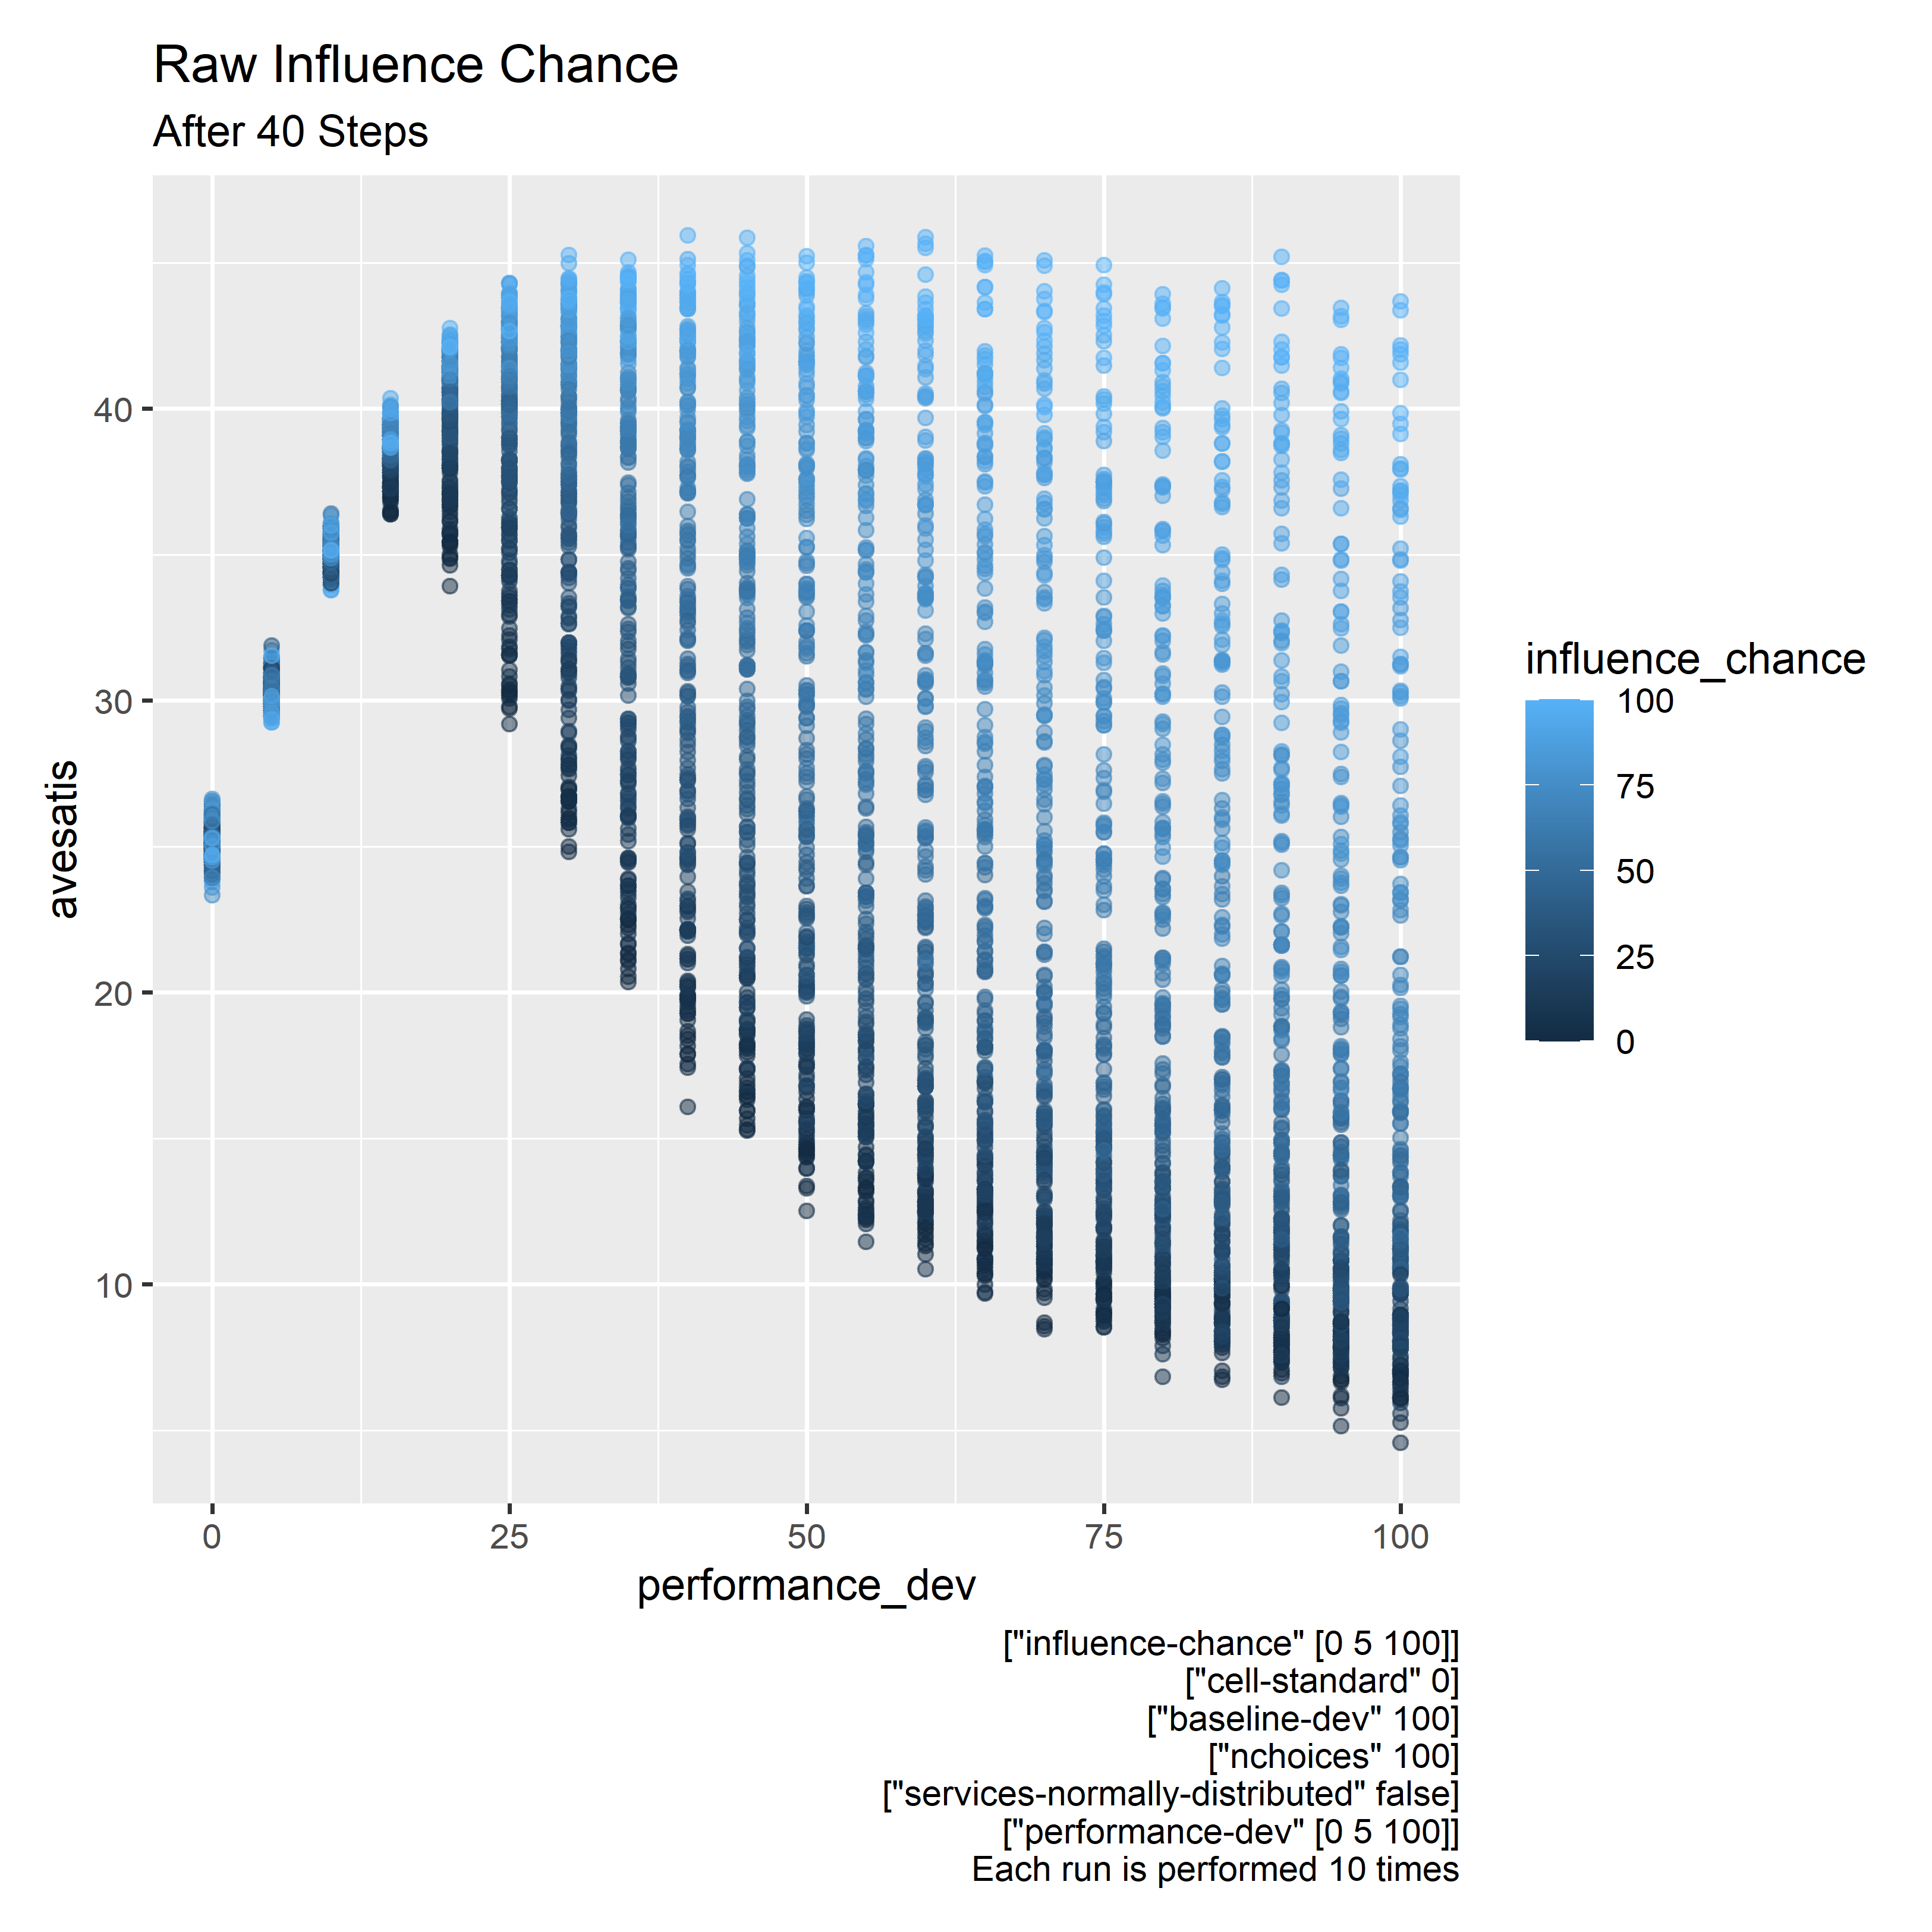 Raw Influence Chance
After 40 Steps
avesatis
40
30
20
10
0
25
50
75
100
performance_dev
influence_chance
100
75
50
25
0
["influence-chance" [0 5 100]]
["cell-standard" 0]
["baseline-dev" 100]
["nchoices" 100]
["services-normally-distributed" false]
["performance-dev" [0 5 100]]
Each run is performed 10 times